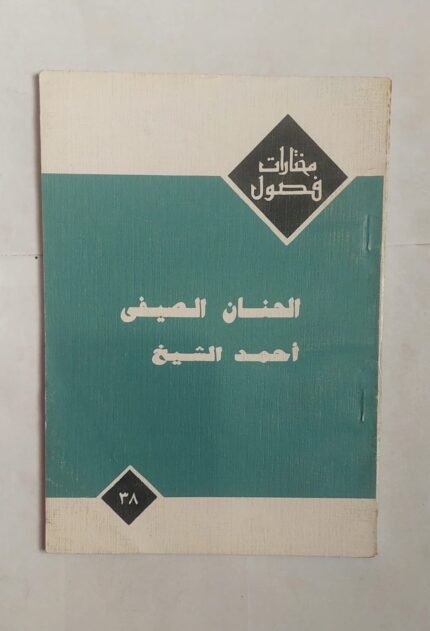 مختارات
فصول
الحنان الصيفى
أحمد الشيخ
٣٨